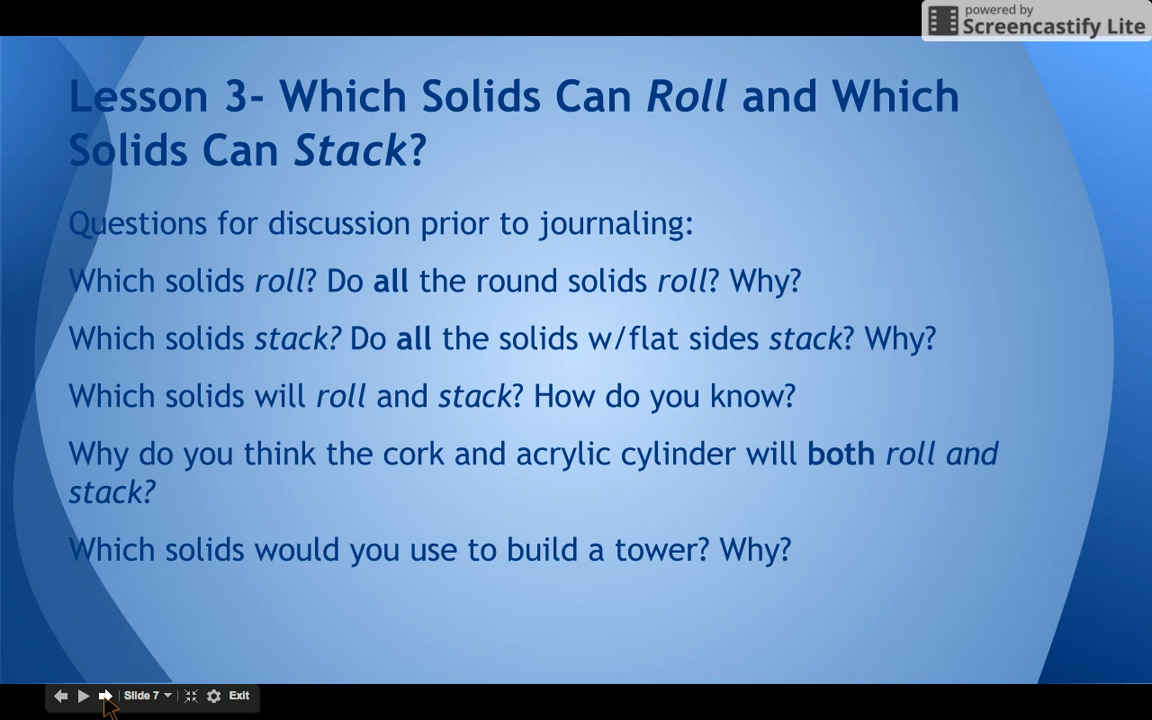 powered by
Screencastify Lite
Lesson 3- Which Solids Can Roll and Which
Solids Can Stack?
Questions for discussion prior to journaling:
Which solids roll? Do all the round solids roll? Why?
Which solids stack? Do all the solids w/flat sides stack? Why?
Which solids will roll and stack? How do you know?
Why do you think the cork and acrylic cylinder will both roll and
stack?
Which solids would you use to build a tower? Why?
Slide 7
Exit